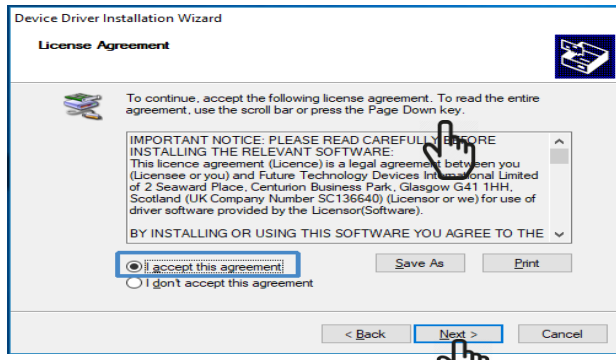 Device Driver Installation Wizard
License Agreement
To continue, accept the following license agreement. To read the entire
agreement, use the scroll bar or press the Page Down key.
IMPORTANT NOTICE: PLEASE READ CAREFULLY BEFORE
INSTALLING THE RELEVANT SOFTWARE:
This licence agreement (Licence) is a legal agreement between you
(Licensee or you) and Future Technology Devices International Limited
of 2 Seaward Place, Centurion Business Park, Glasgow G41 1HH,
Scotland (UK Company Number SC136640) (Licensor or we) for use of
driver software provided by the Licensor(Software).
BY INSTALLING OR USING THIS SOFTWARE YOU AGREE TO THE
I accept this agreement
Save As
Print
I don't accept this agreement
< Back
Next >
Cancel